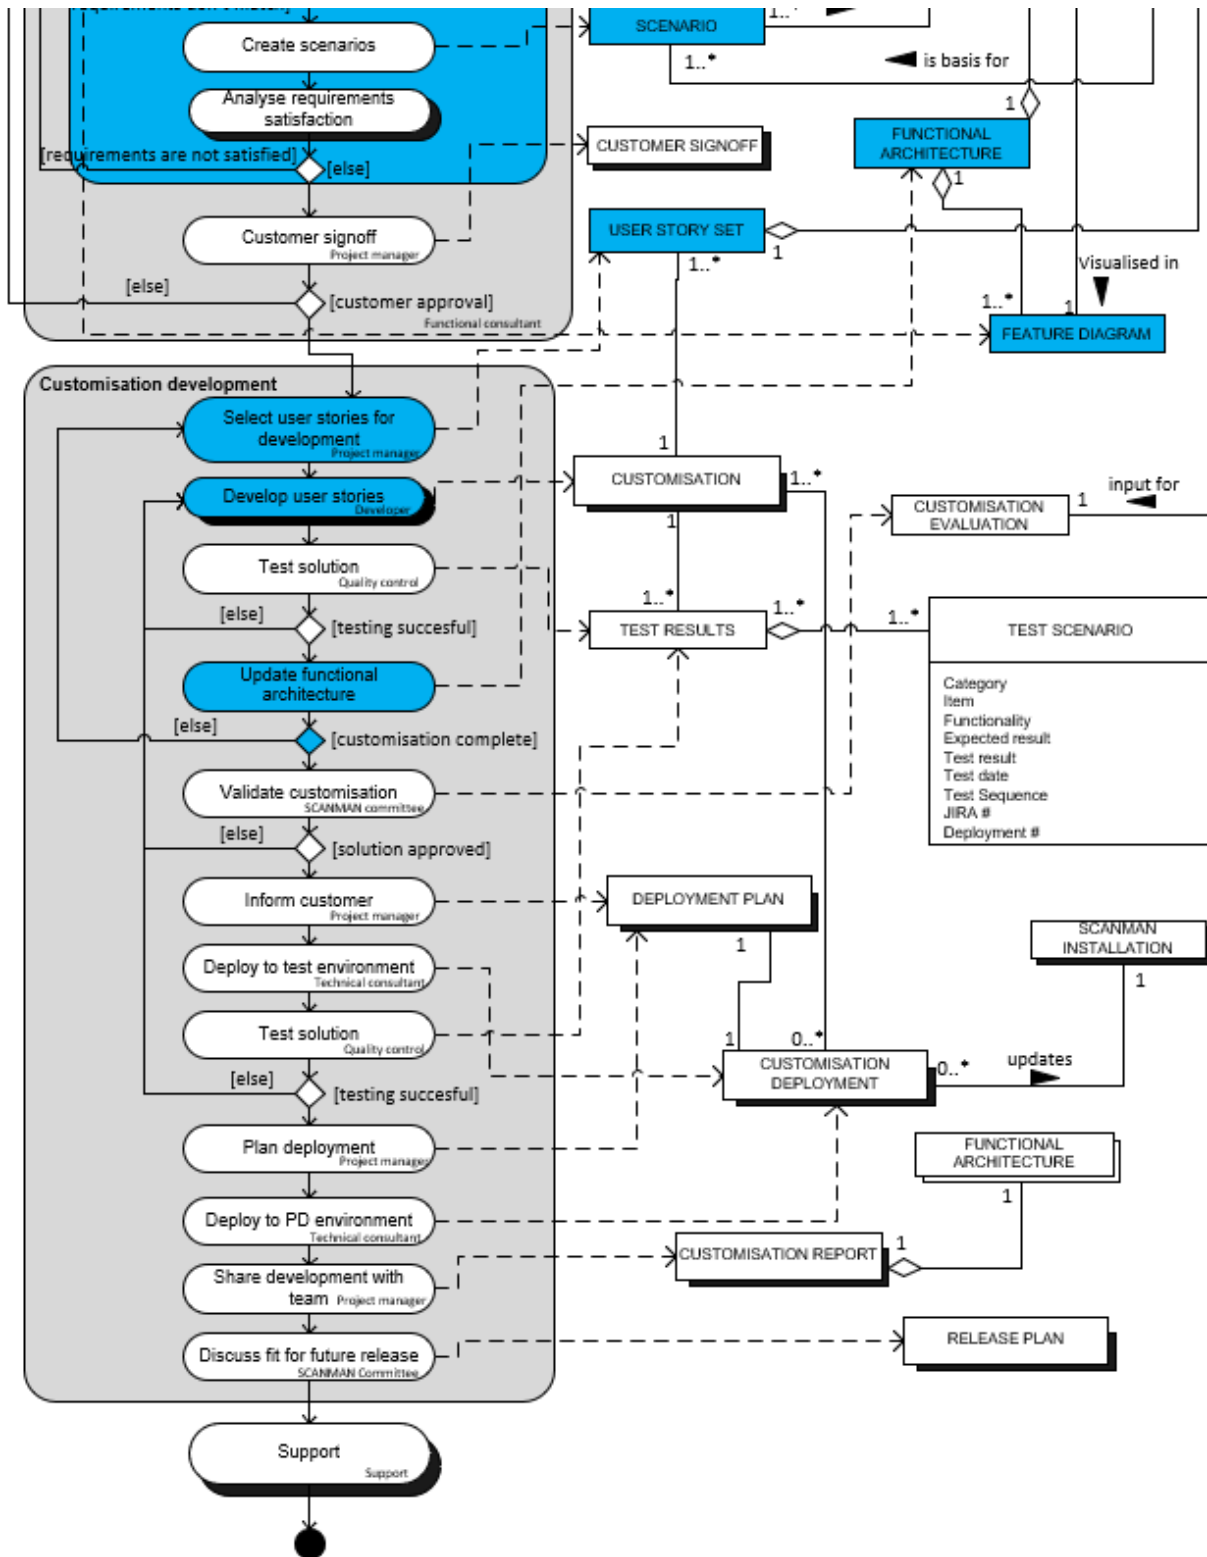 Create scenarios
SCENARIO
1..*
1..*
is basis for
Analyse requirements
satisfaction
1
[requirements are not satisfied]
[else]
CUSTOMER SIGNOFF
FUNCTIONAL
ARCHITECTURE
1
Customer signoff
Project manager
USER STORY SET
1
1..*
[else]
[customer approval]
Functional consultant
Visualised in
1..*
1
FEATURE DIAGRAM
Customisation development
Select user stories for
development
Project manager
1
CUSTOMISATION
1..*
1
Develop user stories
Developer
CUSTOMISATION
EVALUATION
1
input for
Test solution
Quality control
[else]
[testing succesful]
1..*
TEST RESULTS
1..*
1..*
TEST SCENARIO
Category
Item
Functionality
Expected result
Test result
Test date
Test Sequence
JIRA #
Deployment #
Update functional
architecture
[else]
[customisation complete]
Validate customisation
SCANMAN committee
[else]
[solution approved]
Inform customer
Project manager
DEPLOYMENT PLAN
1
SCANMAN
INSTALLATION
1
Deploy to test environment
Technical consultant
Test solution
Quality control
1
0..*
CUSTOMISATION
DEPLOYMENT
0..*
updates
[else]
[testing succesful]
Plan deployment
Project manager
FUNCTIONAL
ARCHITECTURE
1
Deploy to PD environment
Technical consultant
CUSTOMISATION REPORT
1
Share development with
team
Project manager
Discuss fit for future release
SCANMAN Committee
RELEASE PLAN
Support
Support